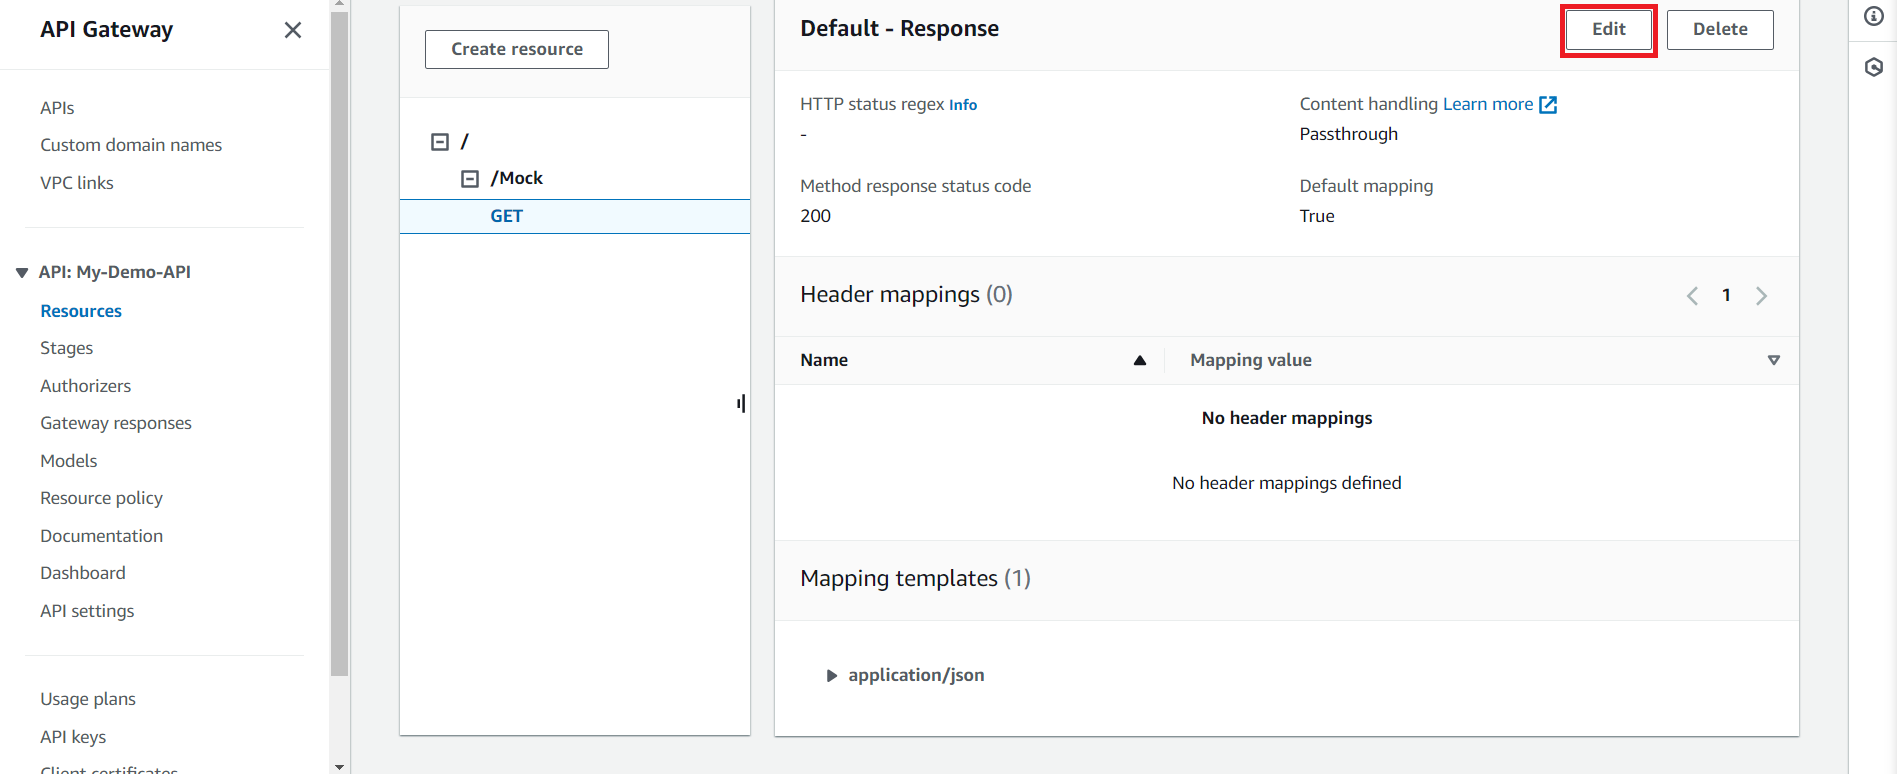 API Gateway
APIs
Custom domain names
VPC links
API: My-Demo-API
Resources
Stages
Authorizers
Gateway responses
Models
Resource policy
Documentation
Dashboard
API settings
Usage plans
API keys
Client certificates
Create resource
/
/Mock
GET
Default - Response
Edit
Delete
HTTP status regex Info
-
Content handling Learn more
Passthrough
Method response status code
200
Default mapping
True
Header mappings (0)
1
Name
Mapping value
No header mappings
No header mappings defined
Mapping templates (1)
application/json